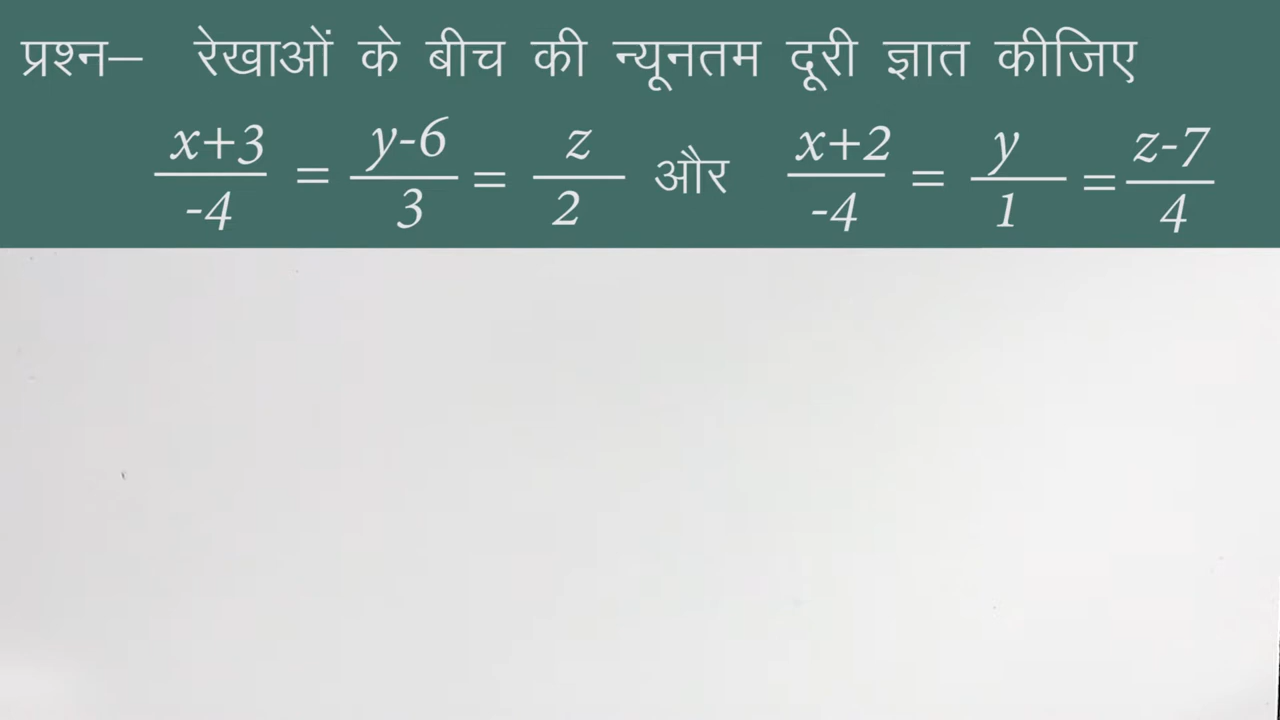 प्रश्न– रेखाओं के बीच की न्यूनतम दूरी ज्ञात कीजिए
x+3/-4 = y-6/3 = z/2 और x+2/-4 = y/1 = z-7/4